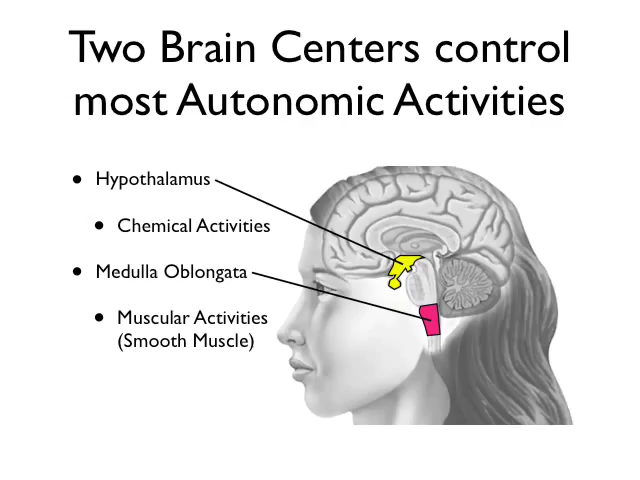 Two Brain Centers control
most Autonomic Activities
• Hypothalamus
• Chemical Activities
• Medulla Oblongata
• Muscular Activities
(Smooth Muscle)